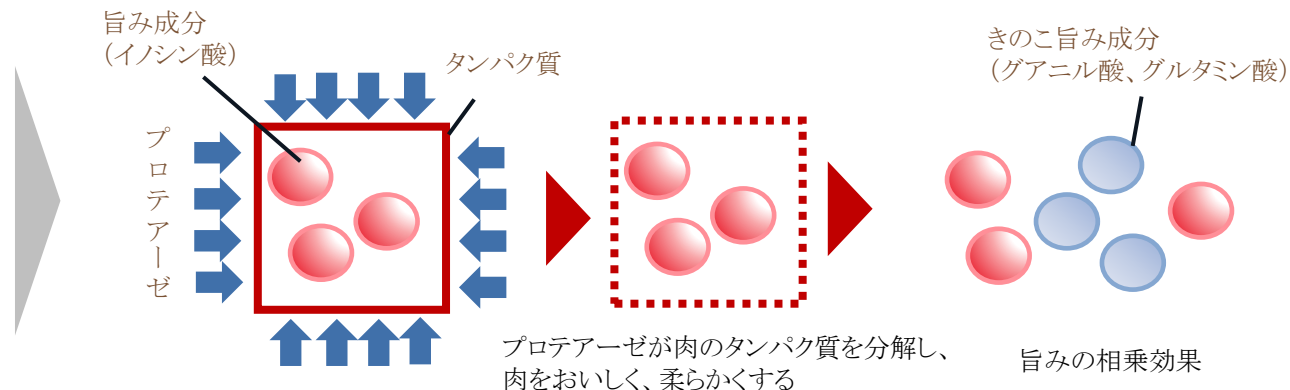 旨み成分
（イノシン酸）
タンパク質
プロテアーゼ
プロテアーゼが肉のタンパク質を分解し、
肉をおいしく、柔らかくする
きのこ旨み成分
（グアニル酸、グルタミン酸）
旨みの相乗効果